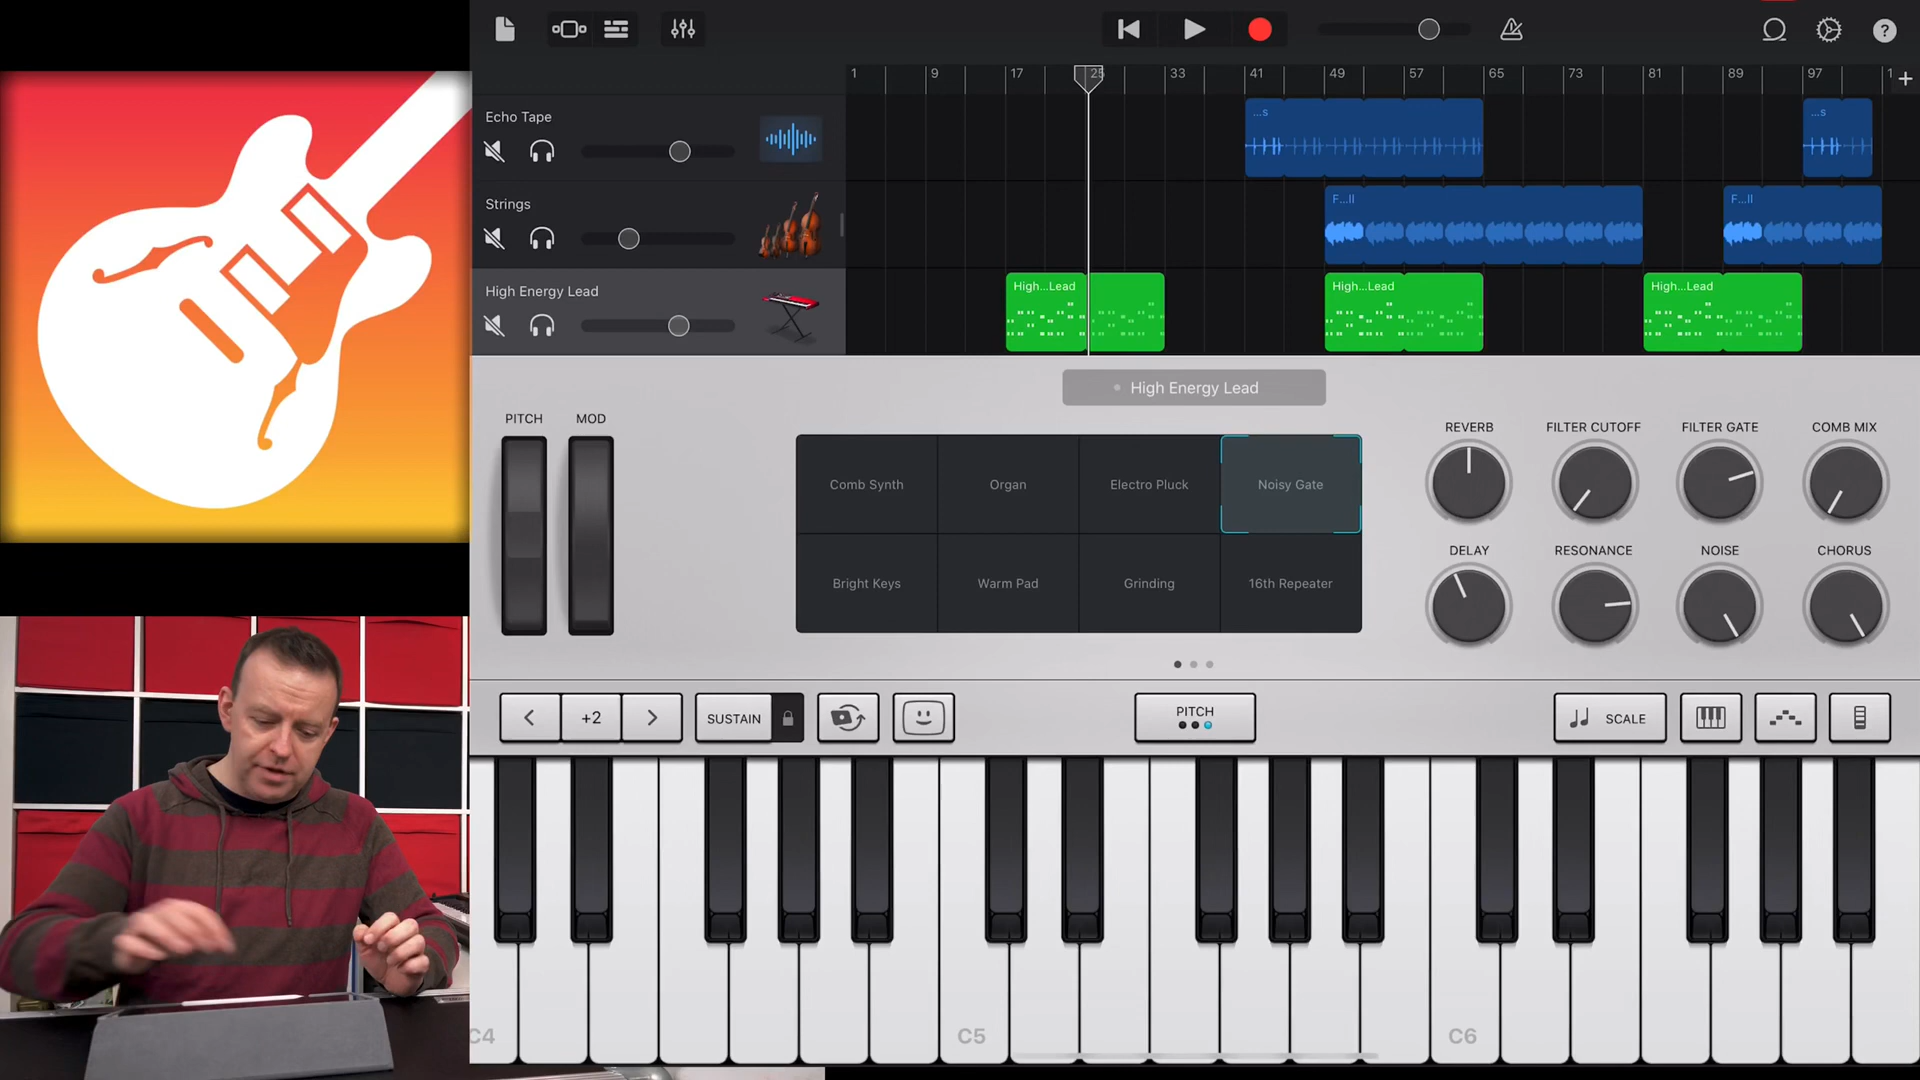 1 9 17 25 33 41 49 57 65 73 81 89 97 1 +
Echo Tape
...s ...s
Strings
F...ll F...ll
High Energy Lead
High...Lead High...Lead High...Lead
High Energy Lead
PITCH MOD
REVERB FILTER CUTOFF FILTER GATE COMB MIX
Comb Synth Organ Electro Pluck Noisy Gate
DELAY RESONANCE NOISE CHORUS
Bright Keys Warm Pad Grinding 16th Repeater
+2 SUSTAIN PITCH SCALE
C4 C5 C6